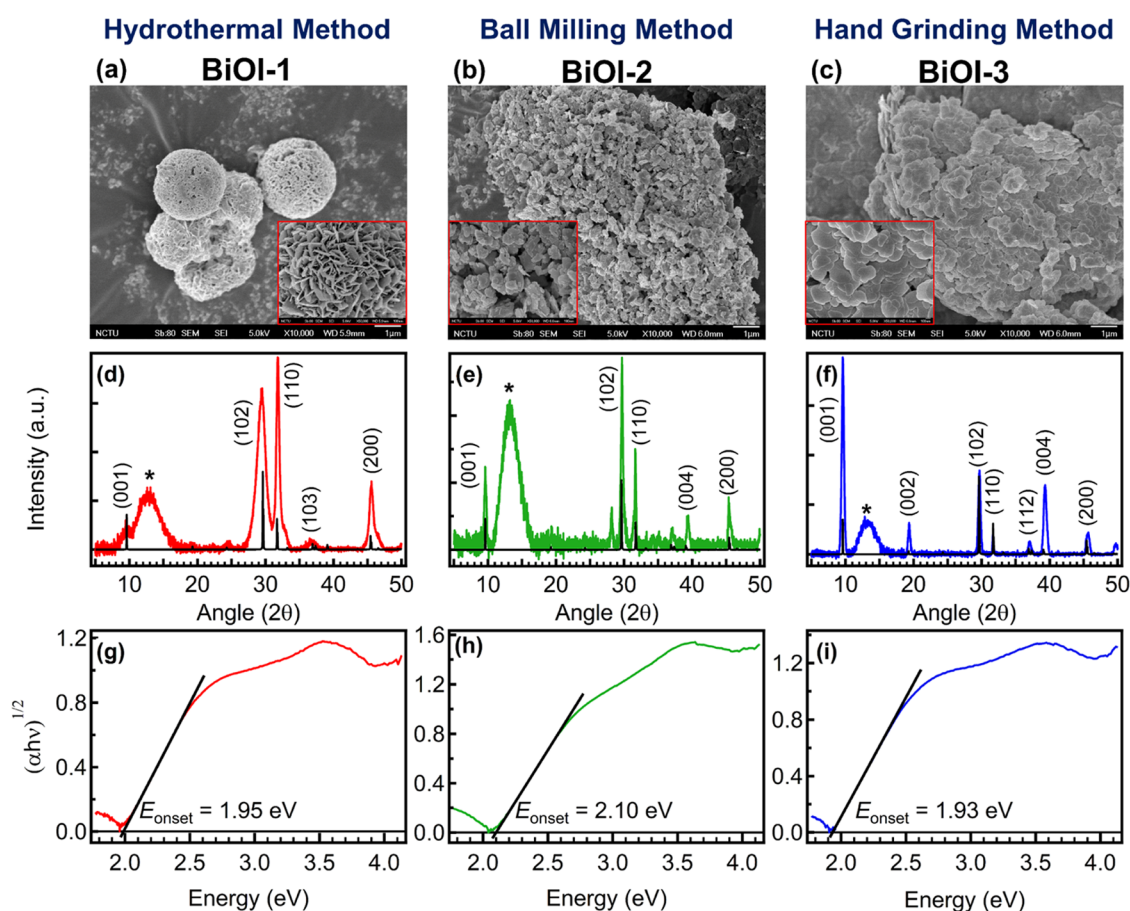 Hydrothermal Method
Ball Milling Method
Hand Grinding Method
(a)
BiOI-1
(b)
BiOI-2
(c)
BiOI-3
NCTU Sb:80 SEM SEI 5.0kV X10,000 WD 5.9mm 1µm
NCTU Sb:80 SEM SEI 5.0kV X10,000 WD 6.0mm 1µm
NCTU Sb:80 SEM SEI 5.0kV X10,000 WD 6.0mm 1µm
Intensity (a.u.)
(d)
(001)
*
(102)
(110)
(103)
(200)
10 20 30 40 50
Angle (2θ)
(e)
(001)
*
(102)
(110)
(004)
(200)
10 20 30 40 50
Angle (2θ)
(f)
(001)
*
(002)
(102)
(110)
(112)
(004)
(200)
10 20 30 40 50
Angle (2θ)
(αhν)1/2
(g)
1.2
0.8
0.4
0.0
Eonset = 1.95 eV
2.0 2.5 3.0 3.5 4.0
Energy (eV)
(h)
1.6
1.2
0.8
0.4
0.0
Eonset = 2.10 eV
2.0 2.5 3.0 3.5 4.0
Energy (eV)
(i)
1.2
0.8
0.4
0.0
Eonset = 1.93 eV
2.0 2.5 3.0 3.5 4.0
Energy (eV)